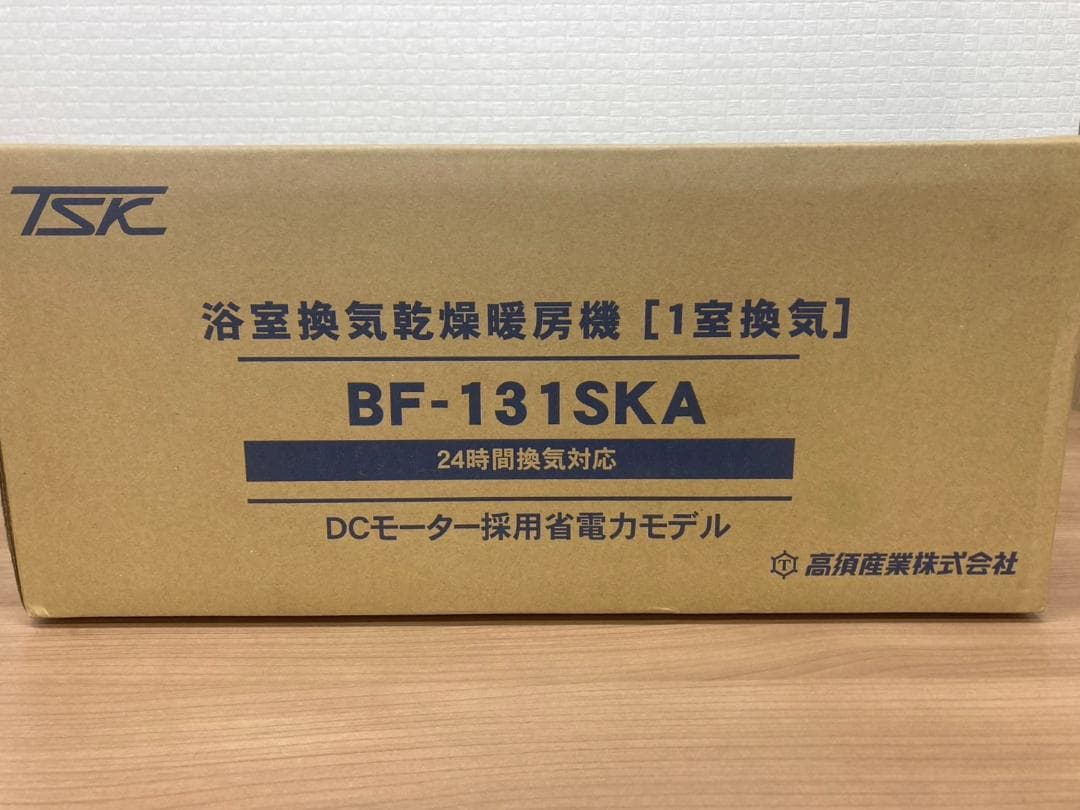 TSK
浴室換気乾燥暖房機 [1室換気]
BF-131SKA
24時間換気対応
DCモーター採用省電力モデル
T 高須産業株式会社